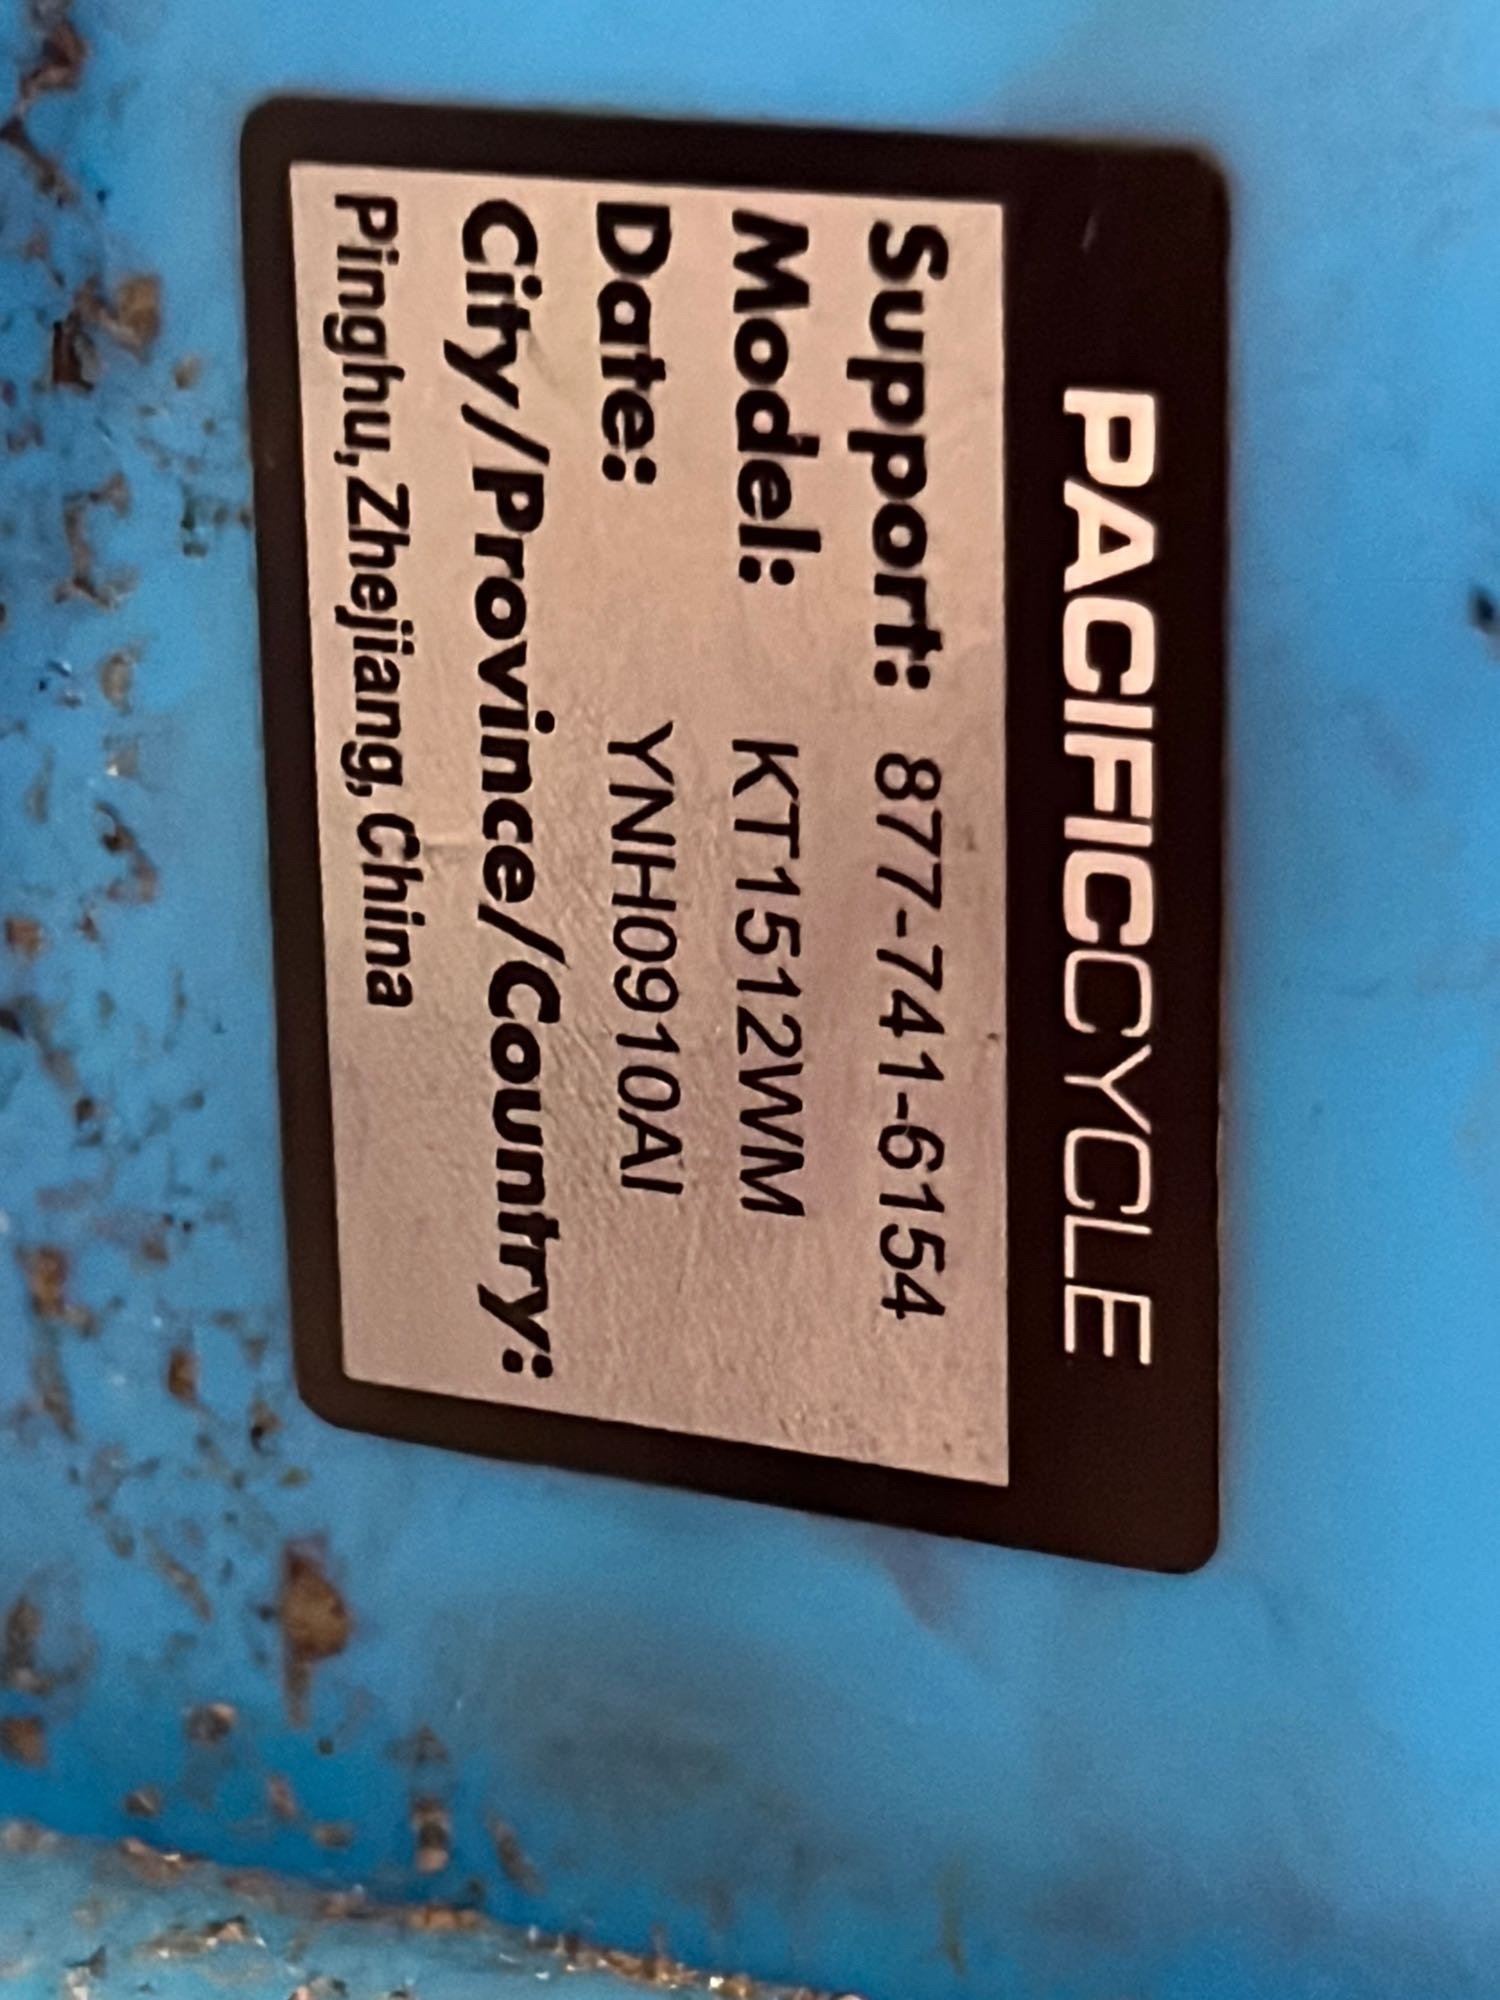 PACIFICCYCLE
Support: 877-741-6154
Model: KT1512WM
Date: YNH0910AI
City/Province/Country:
Pinghu, Zhejiang, China